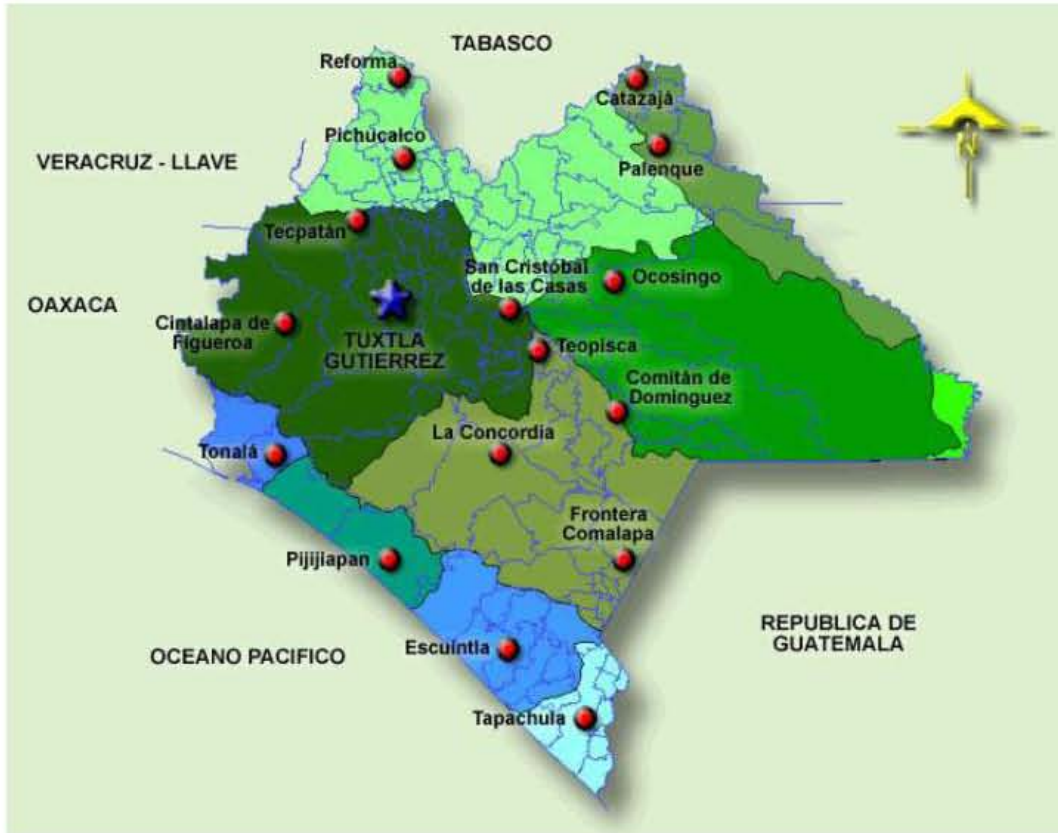 TABASCO
Reforma
Catazajá
Pichucalco
Palenque
VERACRUZ - LLAVE
N
Tecpatán
San Cristóbal
de las Casas
Ocosingo
OAXACA
Cintalapa de
Figueroa
TUXTLA
GUTIERREZ
Teopisca
Comitán de
Dominguez
La Concordia
Tonalá
Frontera
Comalapa
Pijijiapan
REPUBLICA DE
GUATEMALA
Escuintla
OCEANO PACIFICO
Tapachula